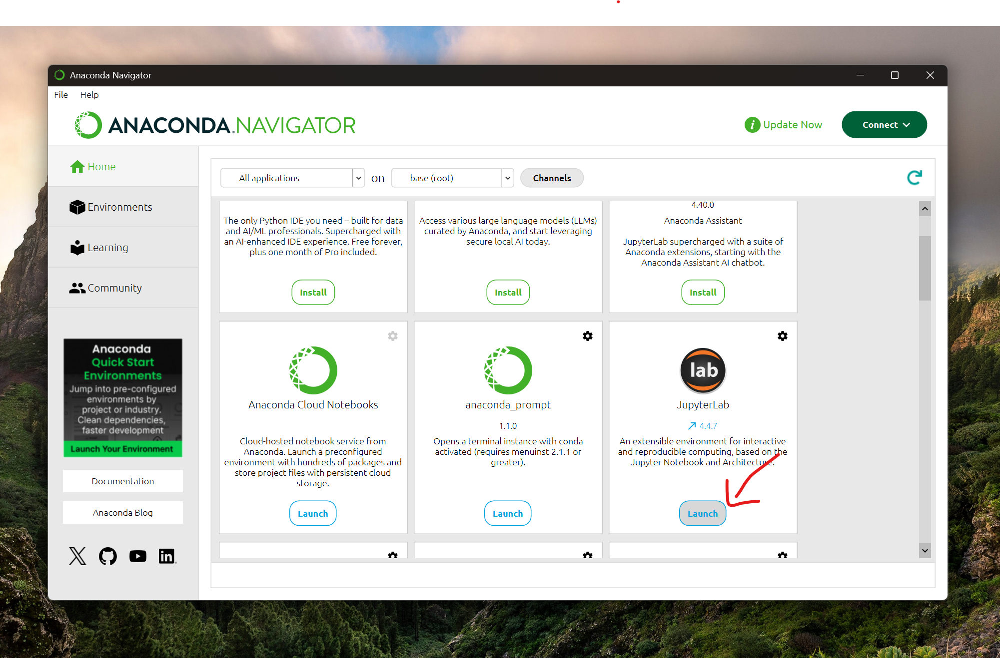 Anaconda Navigator
File Help
ANACONDA.NAVIGATOR
i Update Now
Connect
Home
Environments
Learning
Community
Anaconda
Quick Start
Environments
Jump into pre-configured
environments by
project or industry.
Clean dependencies,
faster development
Launch Your Environment
Documentation
Anaconda Blog
X
in
All applications on base (root) Channels
The only Python IDE you need – built for data
and AI/ML professionals. Supercharged with
an AI-enhanced IDE experience. Free forever,
plus one month of Pro included.
Install
Access various large language models (LLMs)
curated by Anaconda, and start leveraging
secure local AI today.
Install
4.40.0
Anaconda Assistant
JupyterLab supercharged with a suite of
Anaconda extensions, starting with the
Anaconda Assistant AI chatbot.
Install
Anaconda Cloud Notebooks
Cloud-hosted notebook service from
Anaconda. Launch a preconfigured
environment with hundreds of packages and
store project files with persistent cloud
storage.
Launch
anaconda_prompt
1.1.0
Opens a terminal instance with conda
activated (requires menuinst 2.1.1 or
greater).
Launch
lab
JupyterLab
4.4.7
An extensible environment for interactive
and reproducible computing, based on the
Jupyter Notebook and Architecture.
Launch